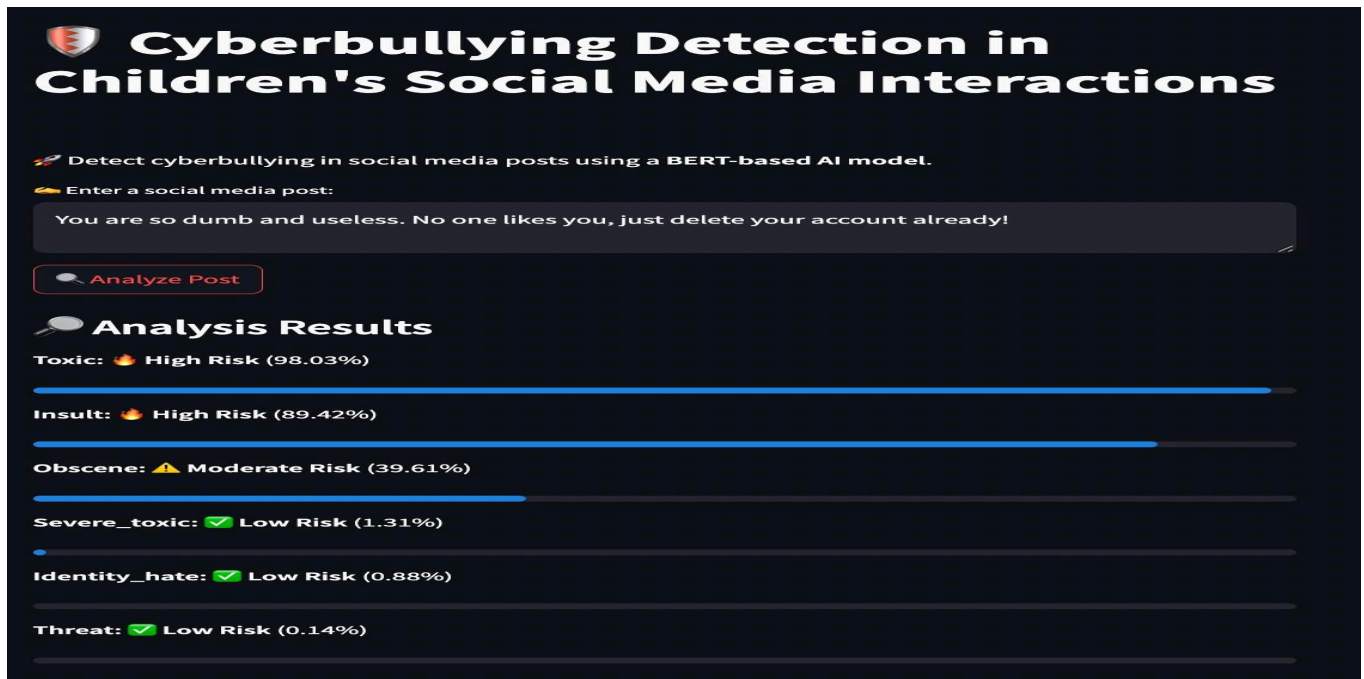 🛡️ Cyberbullying Detection in
Children's Social Media Interactions
🚀 Detect cyberbullying in social media posts using a BERT-based AI model.
✍️ Enter a social media post:
You are so dumb and useless. No one likes you, just delete your account already!
🔍 Analyze Post
🔎 Analysis Results
Toxic: 🔥 High Risk (98.03%)
Insult: 🔥 High Risk (89.42%)
Obscene: ⚠️ Moderate Risk (39.61%)
Severe_toxic: ✅ Low Risk (1.31%)
Identity_hate: ✅ Low Risk (0.88%)
Threat: ✅ Low Risk (0.14%)